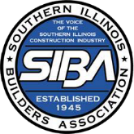 SOUTHERN ILLINOIS
THE VOICE
OF THE
SOUTHERN ILLINOIS
CONSTRUCTION INDUSTRY
SIBA
ESTABLISHED
1945
BUILDERS ASSOCIATION